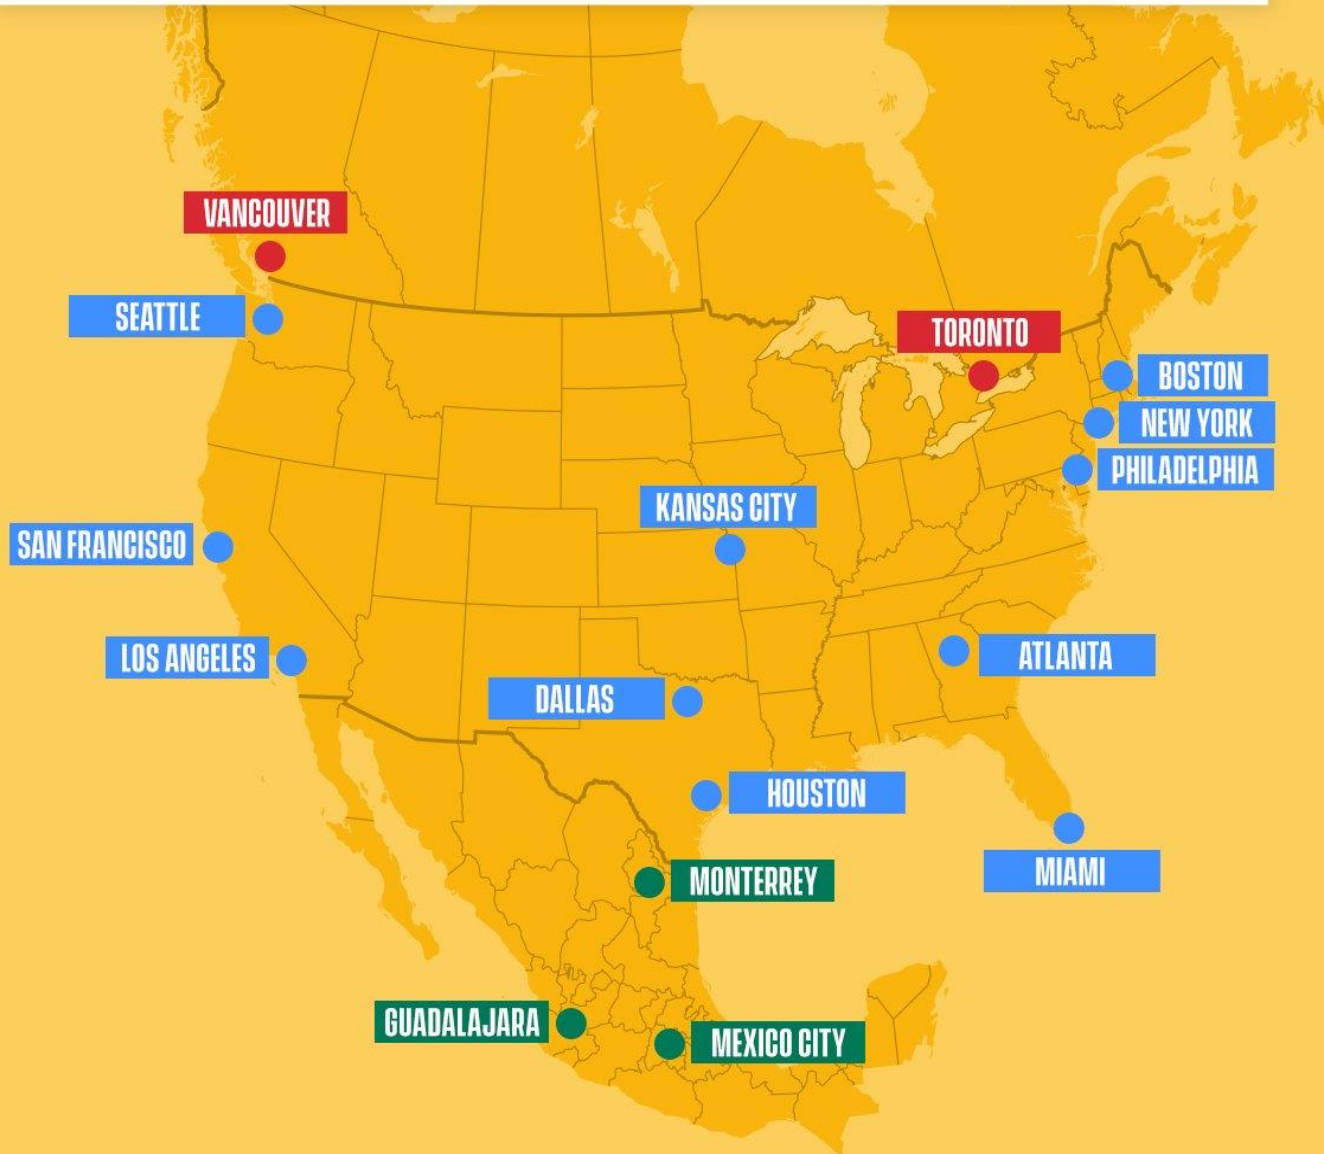 VANCOUVER
SEATTLE
TORONTO
BOSTON
NEW YORK
PHILADELPHIA
KANSAS CITY
SAN FRANCISCO
LOS ANGELES
ATLANTA
DALLAS
HOUSTON
MIAMI
MONTERREY
GUADALAJARA
MEXICO CITY